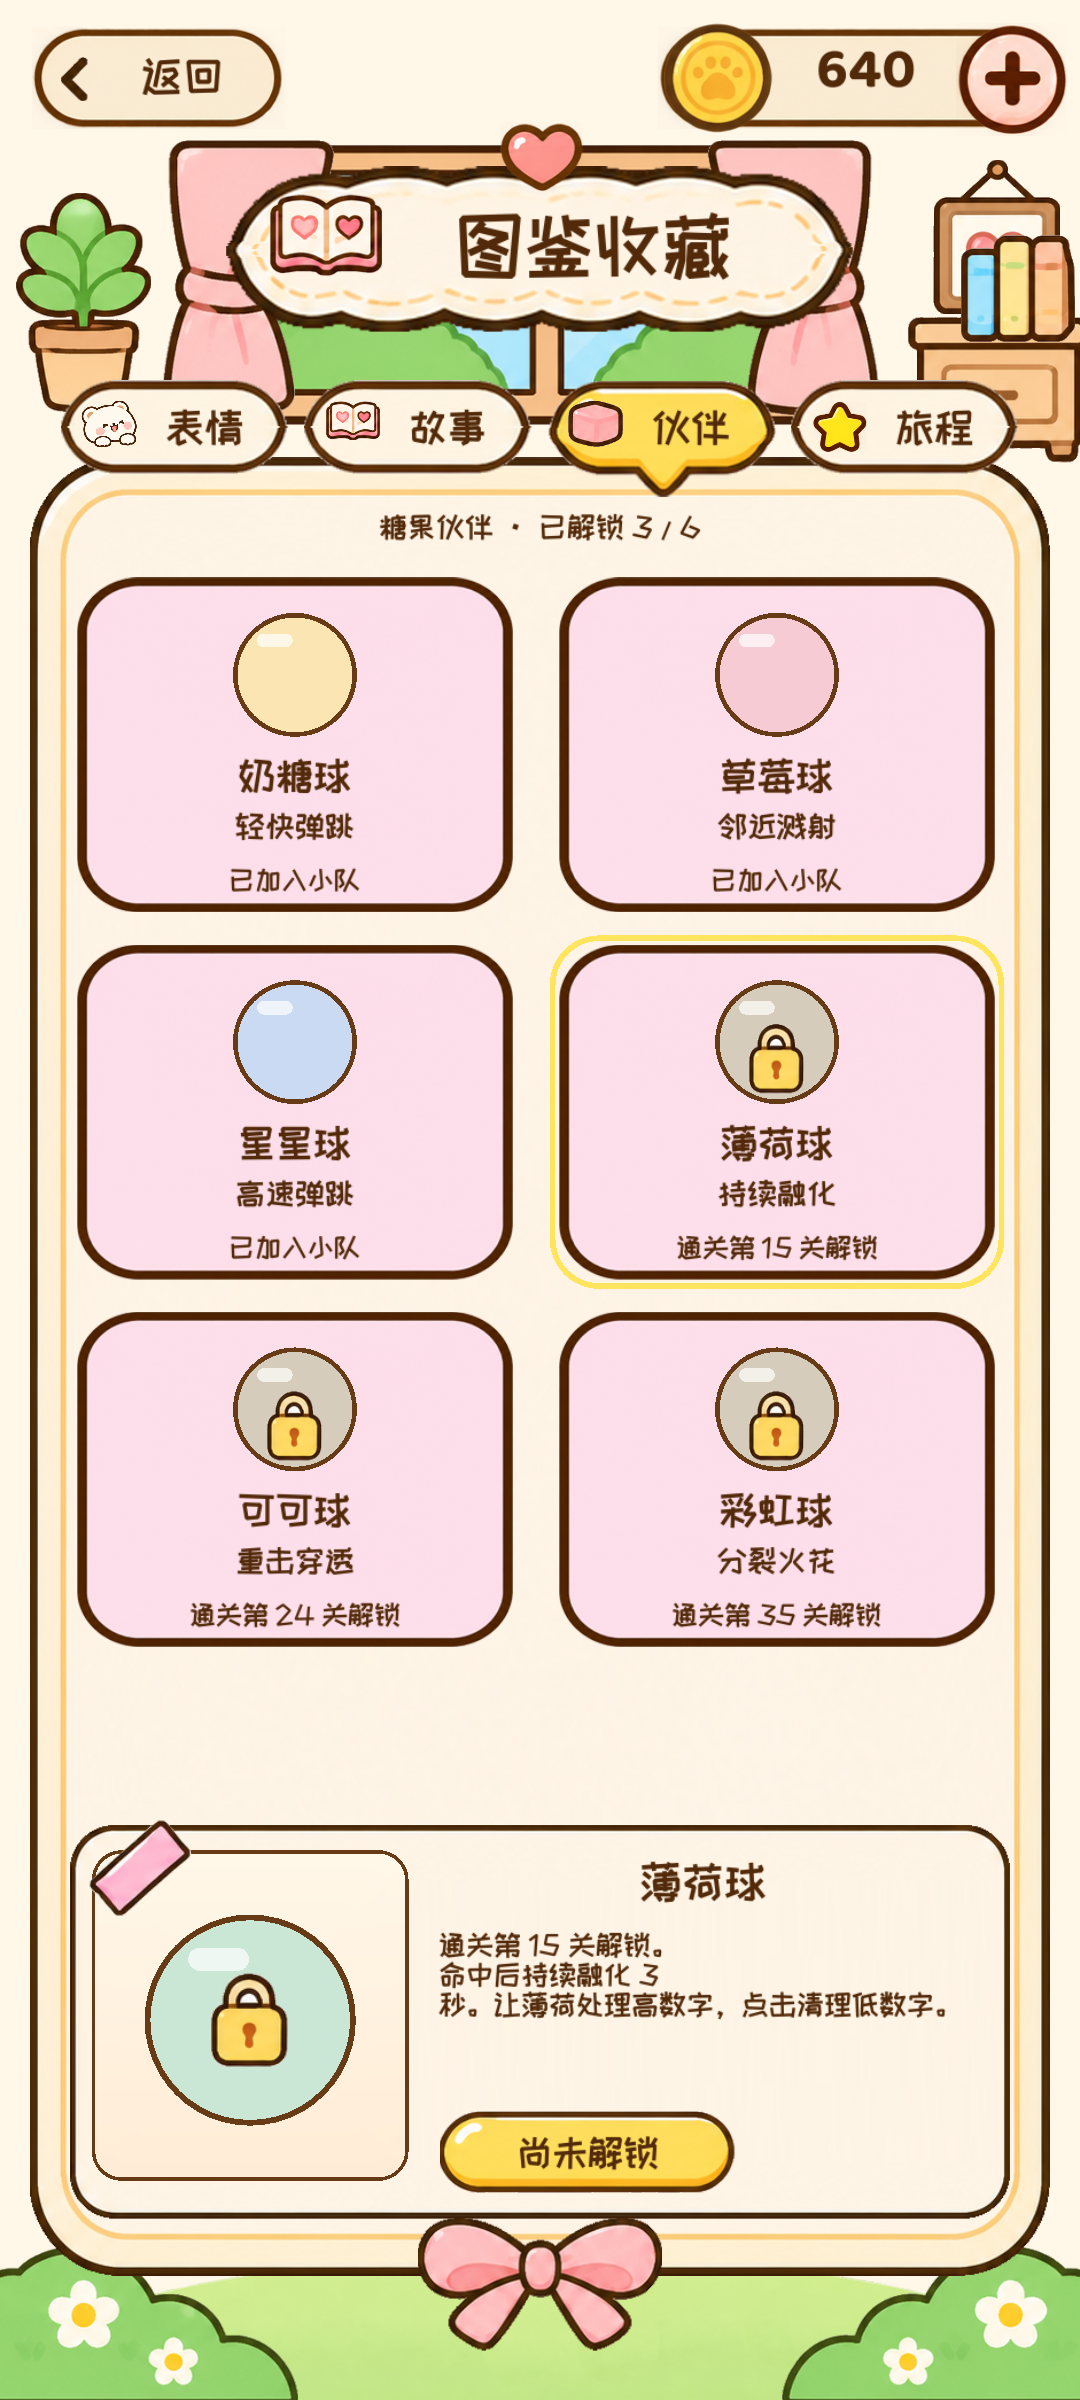 返回
640
图鉴收藏
表情
故事
伙伴
旅程
糖果伙伴 · 已解锁 3 / 6
奶糖球
轻快弹跳
已加入小队
草莓球
邻近溅射
已加入小队
星星球
高速弹跳
已加入小队
薄荷球
持续融化
通关第 15 关解锁
可可球
重击穿透
通关第 24 关解锁
彩虹球
分裂火花
通关第 35 关解锁
薄荷球
通关第 15 关解锁。
命中后持续融化 3
秒。让薄荷处理高数字，点击清理低数字。
尚未解锁